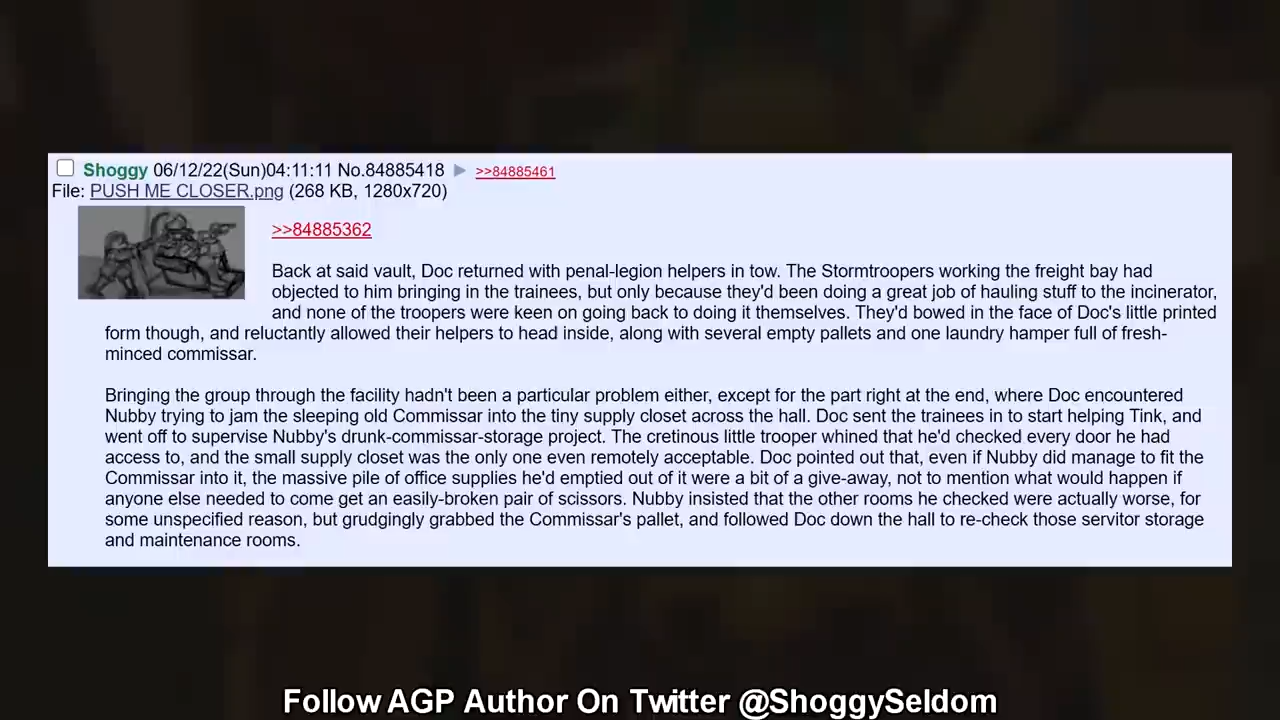 Shoggy 06/12/22(Sun)04:11:11 No.84885418 ▶ >>84885461
File: PUSH ME CLOSER.png (268 KB, 1280x720)
>>84885362
Back at said vault, Doc returned with penal-legion helpers in tow. The Stormtroopers working the freight bay had
objected to him bringing in the trainees, but only because they'd been doing a great job of hauling stuff to the incinerator,
and none of the troopers were keen on going back to doing it themselves. They'd bowed in the face of Doc's little printed
form though, and reluctantly allowed their helpers to head inside, along with several empty pallets and one laundry hamper full of fresh-
minced commissar.
Bringing the group through the facility hadn't been a particular problem either, except for the part right at the end, where Doc encountered
Nubby trying to jam the sleeping old Commissar into the tiny supply closet across the hall. Doc sent the trainees in to start helping Tink, and
went off to supervise Nubby's drunk-commissar-storage project. The cretinous little trooper whined that he'd checked every door he had
access to, and the small supply closet was the only one even remotely acceptable. Doc pointed out that, even if Nubby did manage to fit the
Commissar into it, the massive pile of office supplies he'd emptied out of it were a bit of a give-away, not to mention what would happen if
anyone else needed to come get an easily-broken pair of scissors. Nubby insisted that the other rooms he checked were actually worse, for
some unspecified reason, but grudgingly grabbed the Commissar's pallet, and followed Doc down the hall to re-check those servitor storage
and maintenance rooms.
Follow AGP Author On Twitter @ShoggySeldom